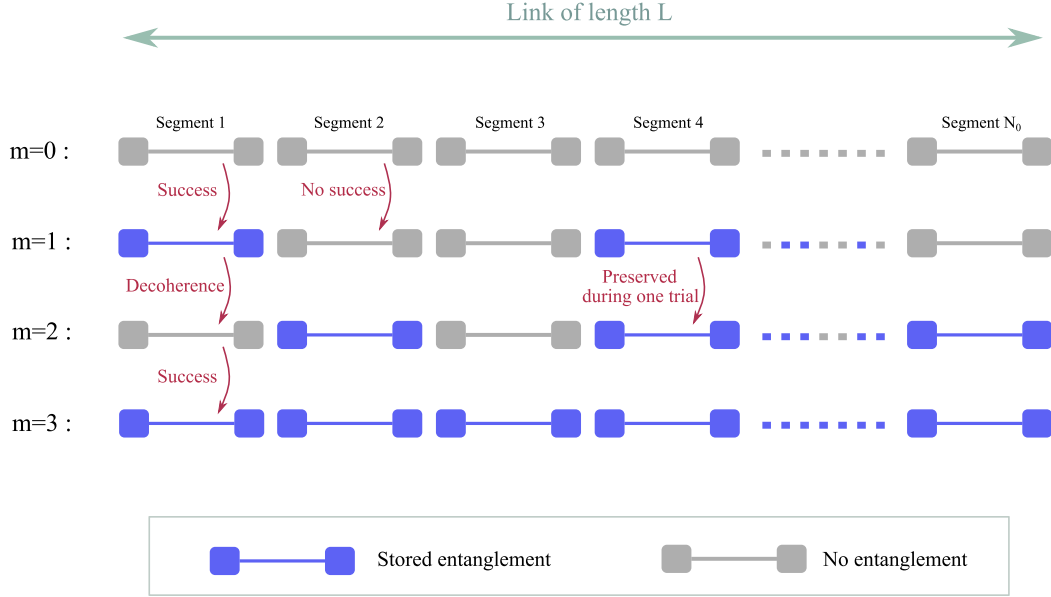 Link of length L
Segment 1 Segment 2 Segment 3 Segment 4 Segment N₀
m=0 :
Success No success
m=1 :
Decoherence Preserved
during one trial
m=2 :
Success
m=3 :
Stored entanglement No entanglement